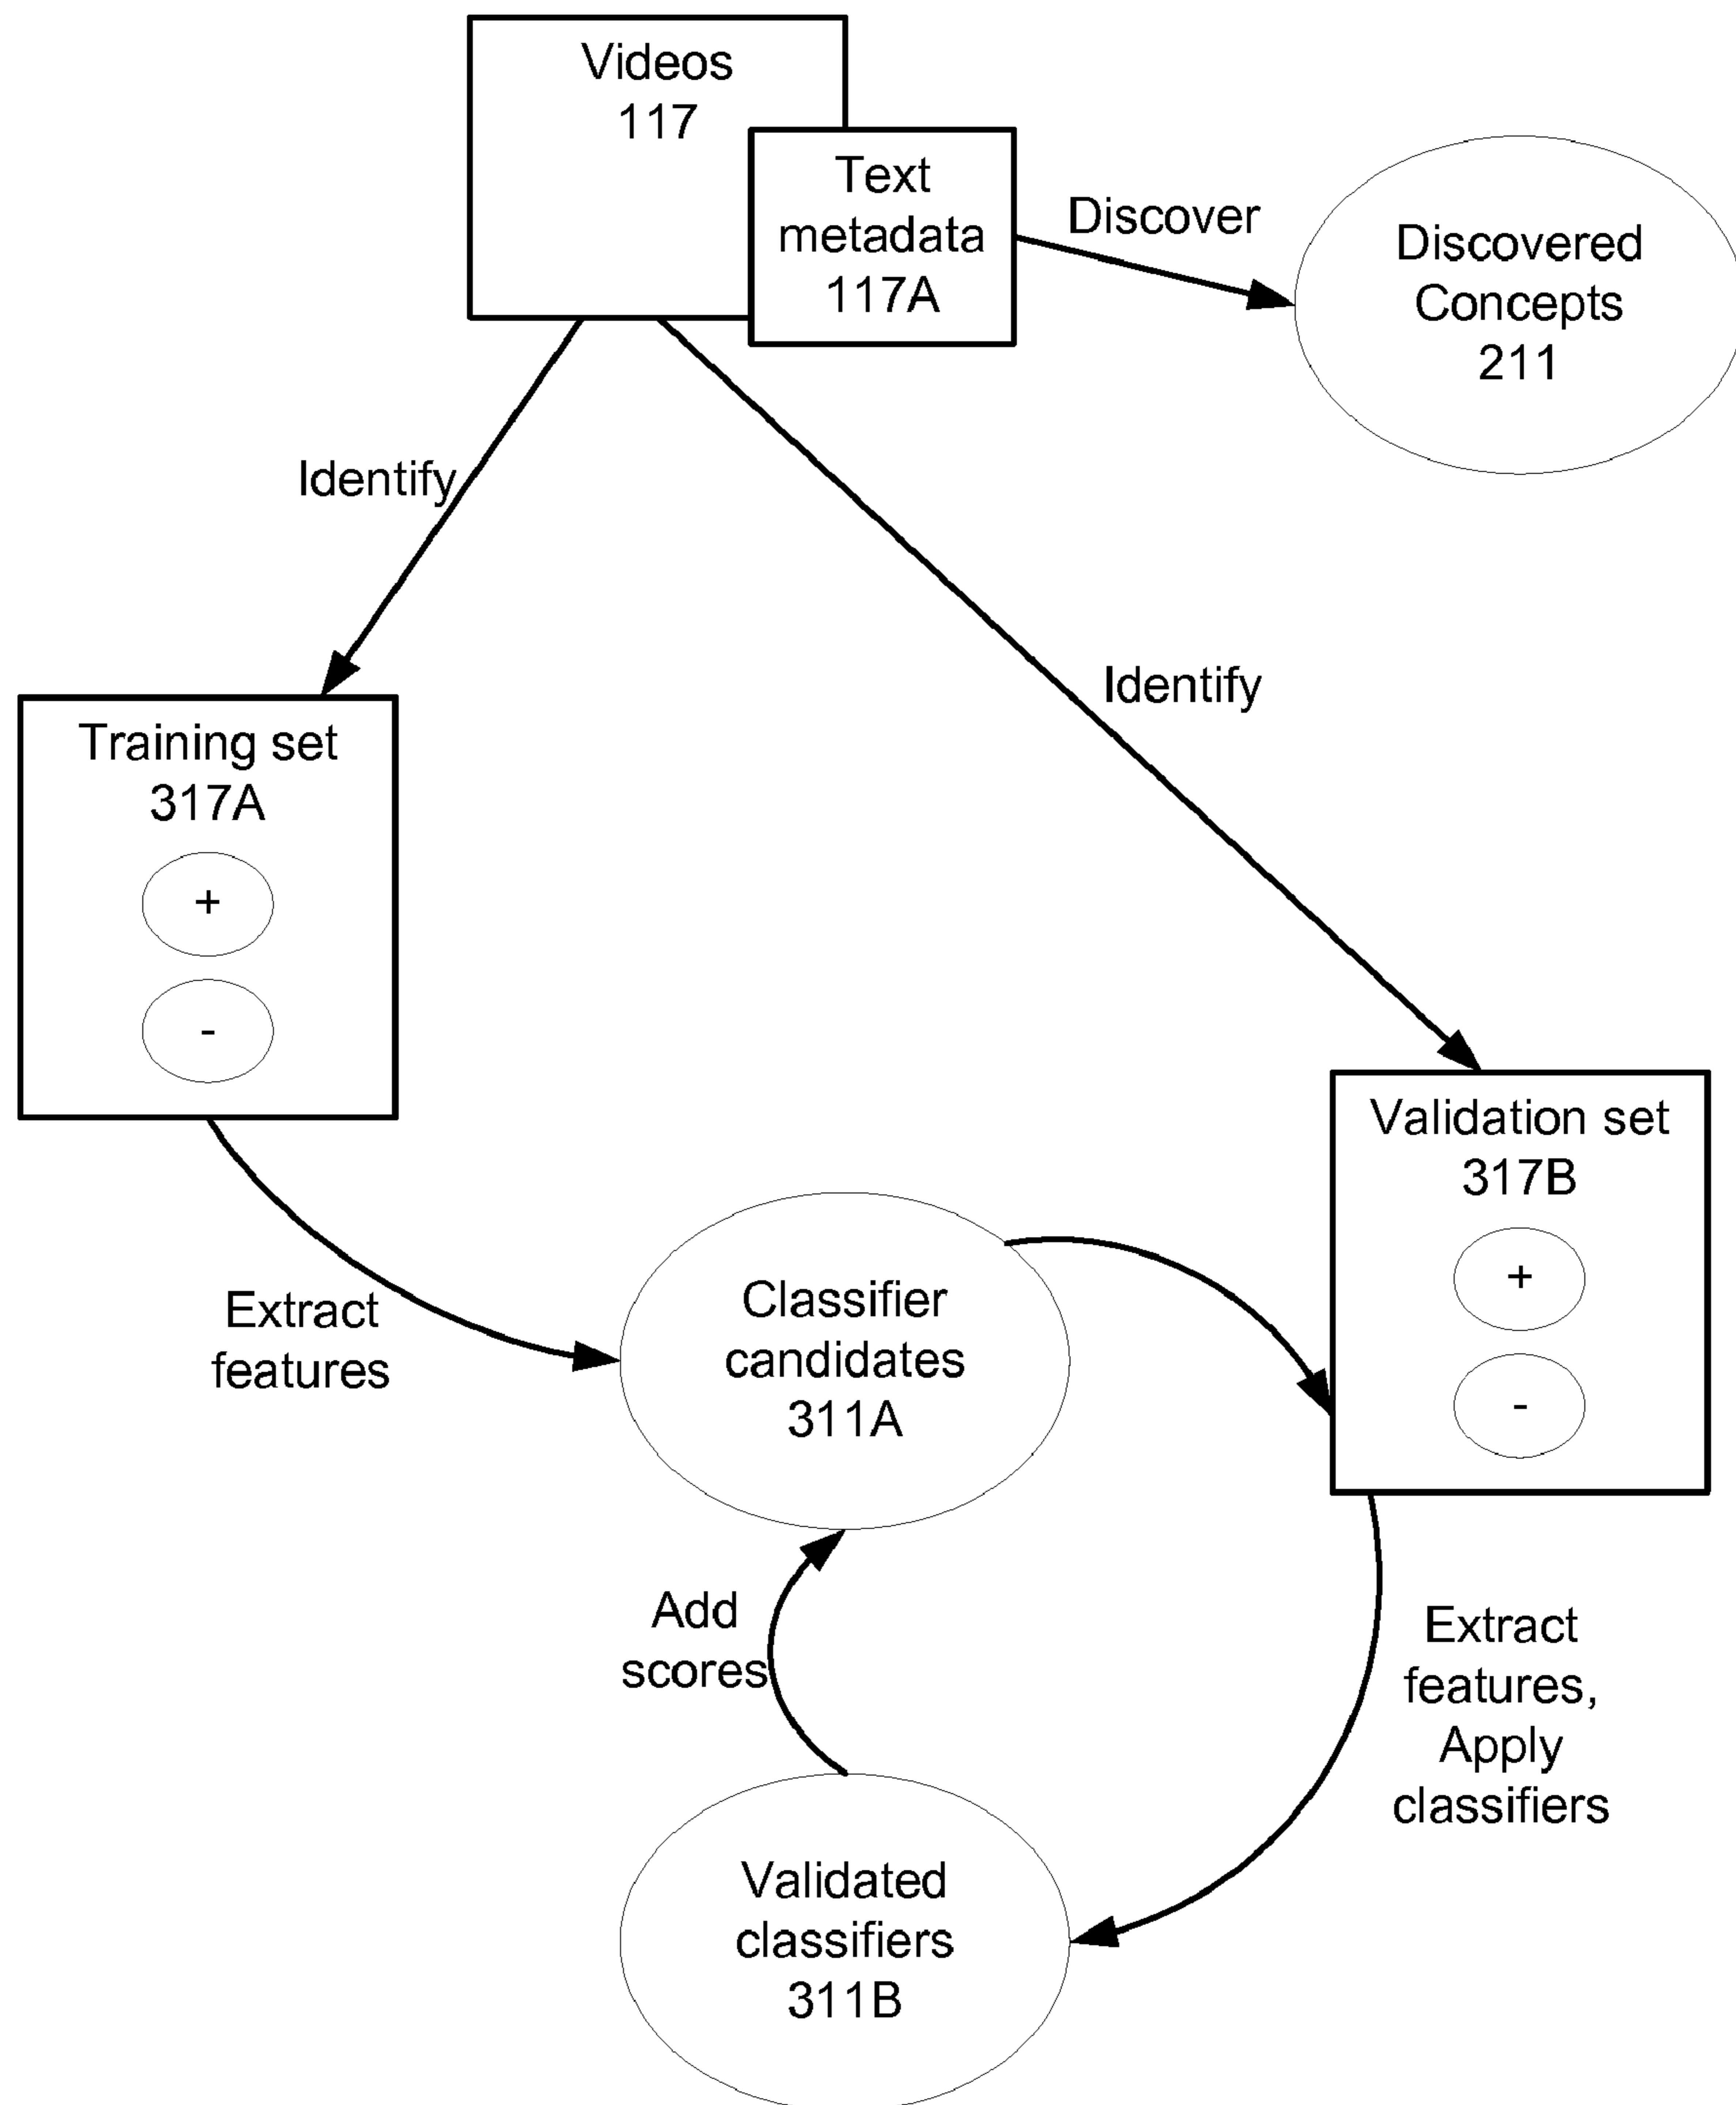 Videos
117
Text
metadata
117A
Discover
Discovered
Concepts
211
Identify
Identify
Training set
317A
+
-
Validation set
317B
+
-
Extract
features
Classifier
candidates
311A
Add
scores
Extract
features,
Apply
classifiers
Validated
classifiers
311B